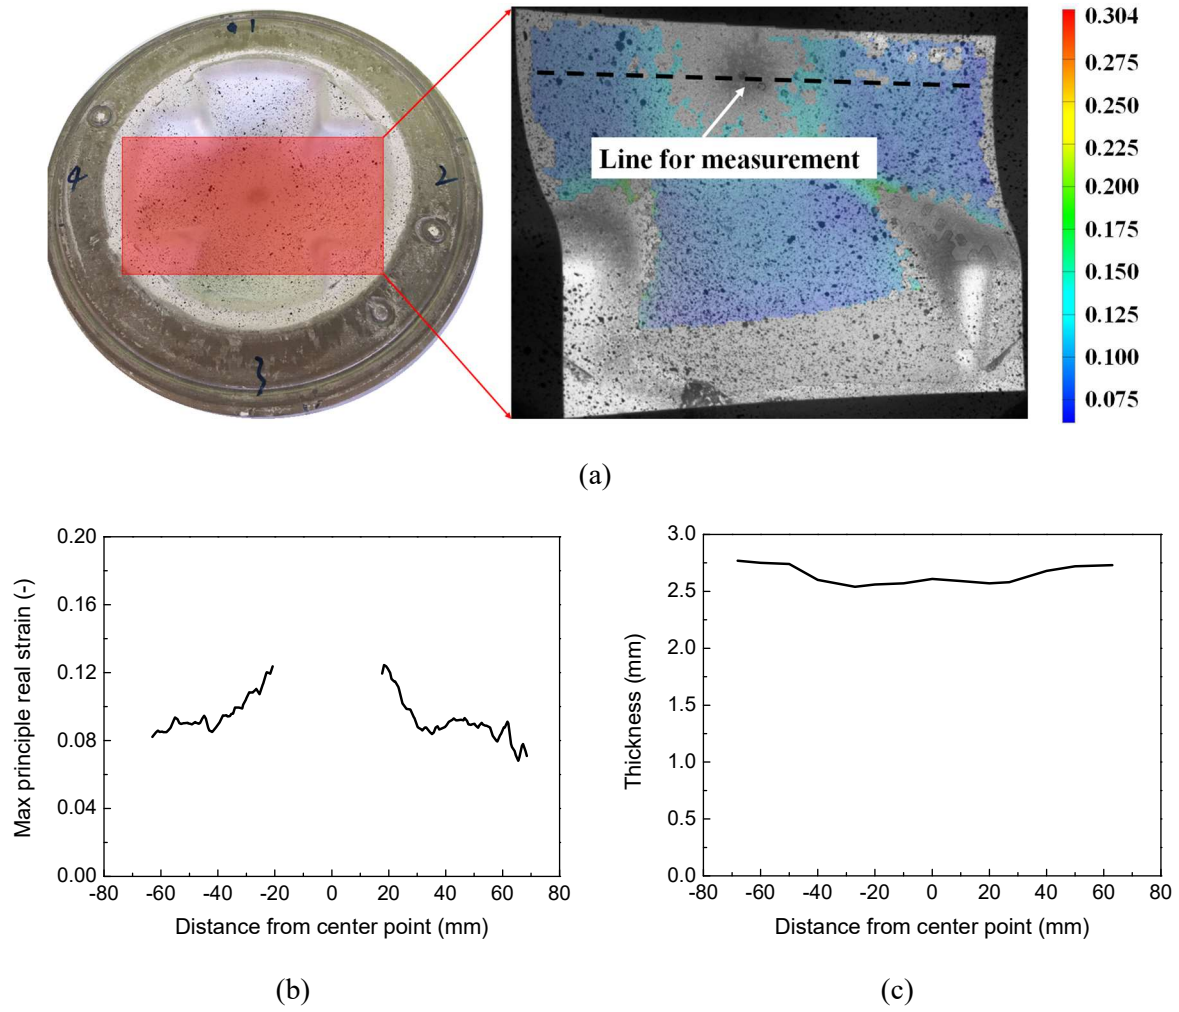 1
4
2
3
Line for measurement
0.304
0.275
0.250
0.225
0.200
0.175
0.150
0.125
0.100
0.075
(a)
0.20
0.16
0.12
0.08
0.04
0.00
-80 -60 -40 -20 0 20 40 60 80
Max principle real strain (-)
Distance from center point (mm)
3.0
2.5
2.0
1.5
1.0
0.5
0.0
-80 -60 -40 -20 0 20 40 60 80
Thickness (mm)
Distance from center point (mm)
(b)
(c)